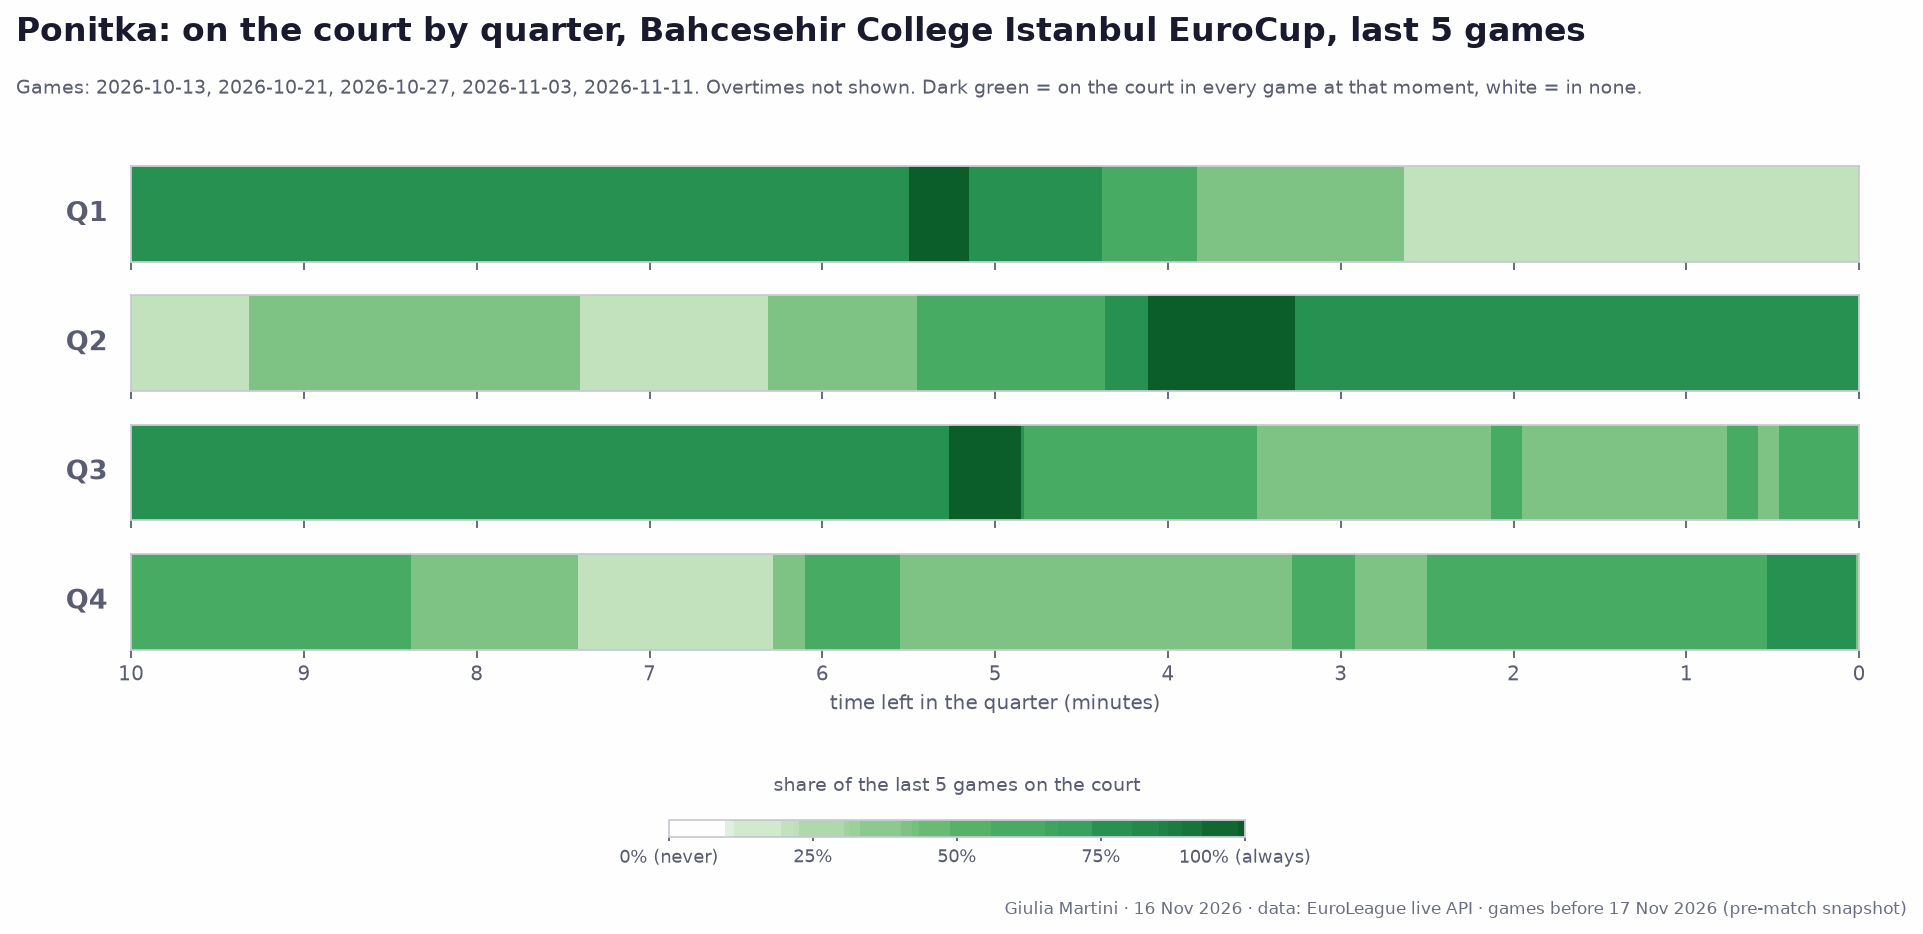 Ponitka: on the court by quarter, Bahcesehir College Istanbul EuroCup, last 5 games
Games: 2026-10-13, 2026-10-21, 2026-10-27, 2026-11-03, 2026-11-11. Overtimes not shown. Dark green = on the court in every game at that moment, white = in none.
Q1
Q2
Q3
Q4
10 9 8 7 6 5 4 3 2 1 0
time left in the quarter (minutes)
share of the last 5 games on the court
0% (never) 25% 50% 75% 100% (always)
Giulia Martini · 16 Nov 2026 · data: EuroLeague live API · games before 17 Nov 2026 (pre-match snapshot)